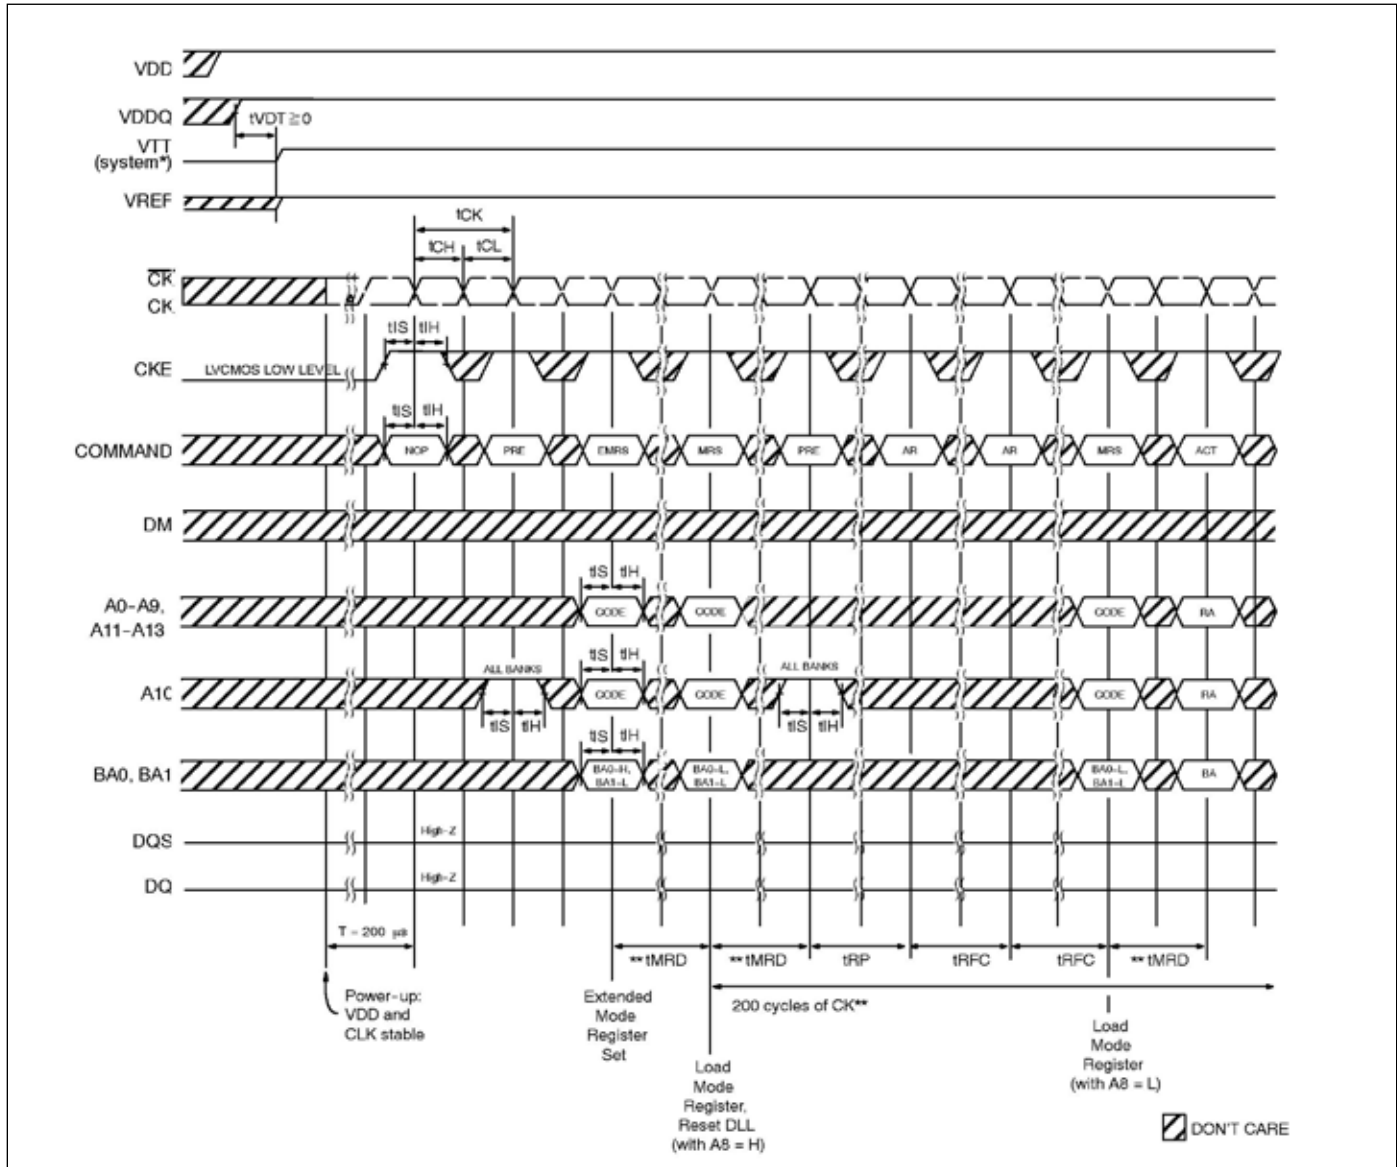 VDD
VDDQ
tVDT ≧ 0
VTT
(system*)
VREF
tCK
tCH tCL
CK
CK
tIS tIH
CKE LVCMOS LOW LEVEL
tIS tIH
COMMAND NOP PRE EMRS MRS PRE AR AR MRS ACT
DM
tIS tIH
A0-A9, CODE CODE CODE RA
A11-A13
ALL BANKS tIS tIH ALL BANKS
A10 CODE CODE CODE RA
tIS tIH tIS tIH
tIS tIH
BA0, BA1 BA0=H, BA0=L, BA0=L, BA
BA1=L BA1=L BA1=L
DQS High-Z
DQ High-Z
T = 200 µs
**tMRD **tMRD tRP tRFC tRFC **tMRD
Power-up:
VDD and
CLK stable
Extended
Mode
Register
Set
200 cycles of CK**
Load
Mode
Register,
Reset DLL
(with A8 = H)
Load
Mode
Register
(with A8 = L)
DON'T CARE